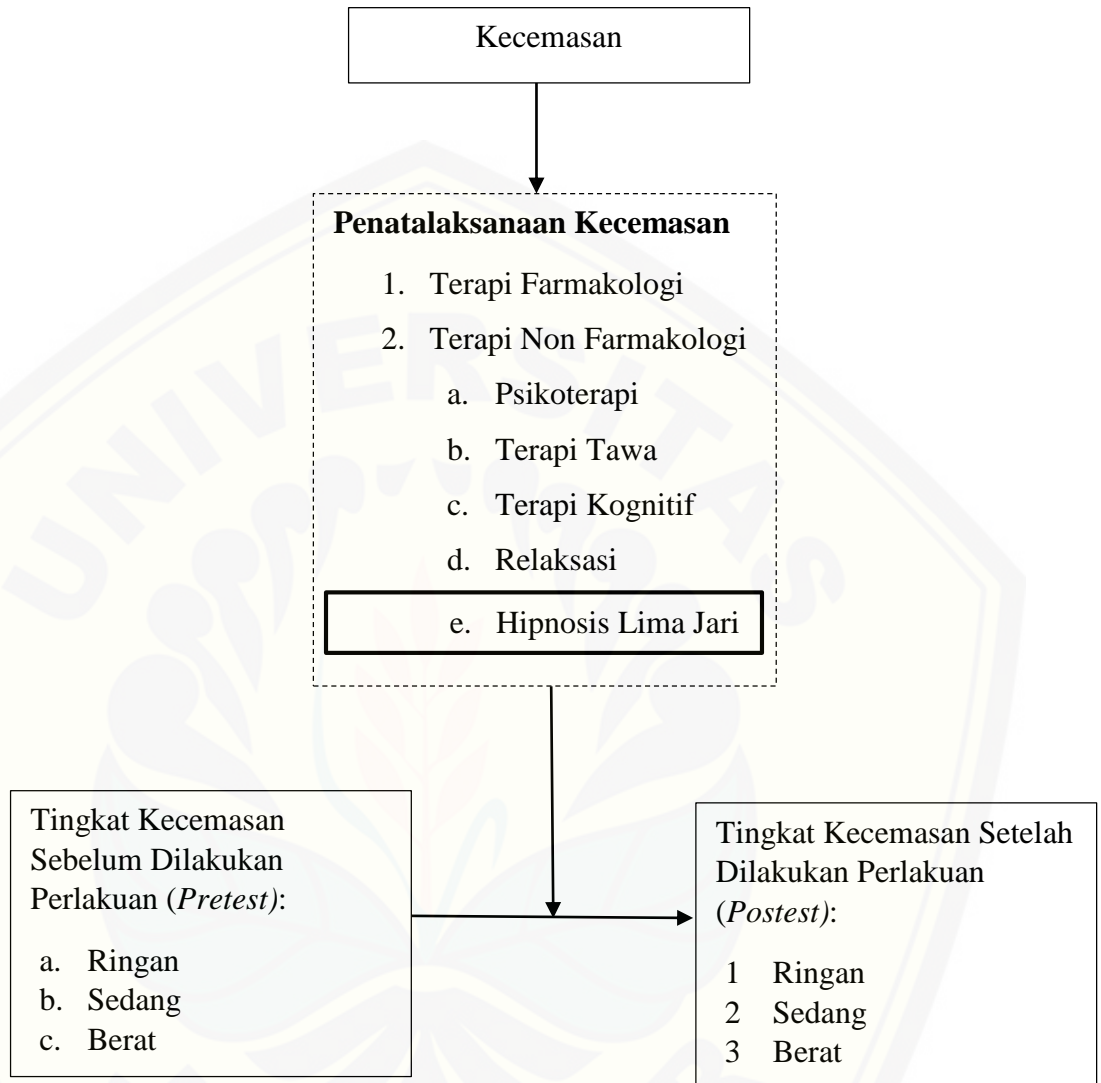 Kecemasan
Penatalaksanaan Kecemasan
1. Terapi Farmakologi
2. Terapi Non Farmakologi
a. Psikoterapi
b. Terapi Tawa
c. Terapi Kognitif
d. Relaksasi
e. Hipnosis Lima Jari
Tingkat Kecemasan
Sebelum Dilakukan
Perlakuan (Pretest):
a. Ringan
b. Sedang
c. Berat
Tingkat Kecemasan Setelah
Dilakukan Perlakuan
(Postest):
1 Ringan
2 Sedang
3 Berat
UNIVERSITAS